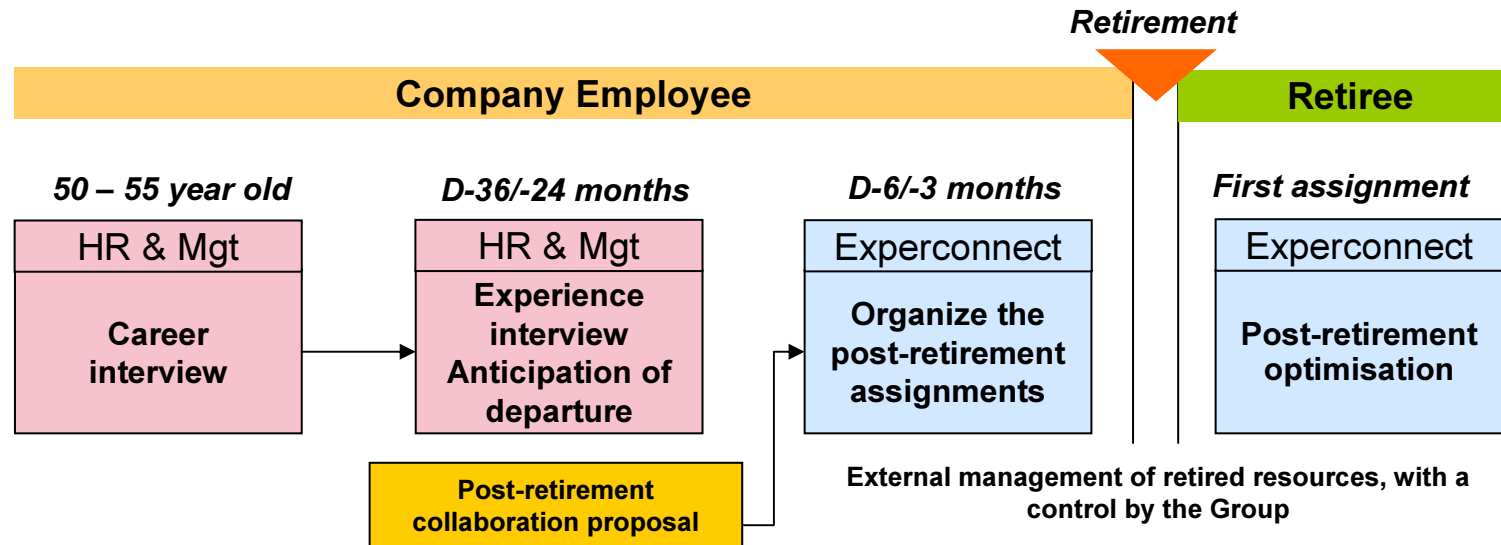 Retirement
Company Employee
Retiree
50 – 55 year old
D-36/-24 months
D-6/-3 months
First assignment
HR & Mgt
Career
interview
HR & Mgt
Experience
interview
Anticipation of
departure
Experconnect
Organize the
post-retirement
assignments
Experconnect
Post-retirement
optimisation
Post-retirement
collaboration proposal
External management of retired resources, with a
control by the Group